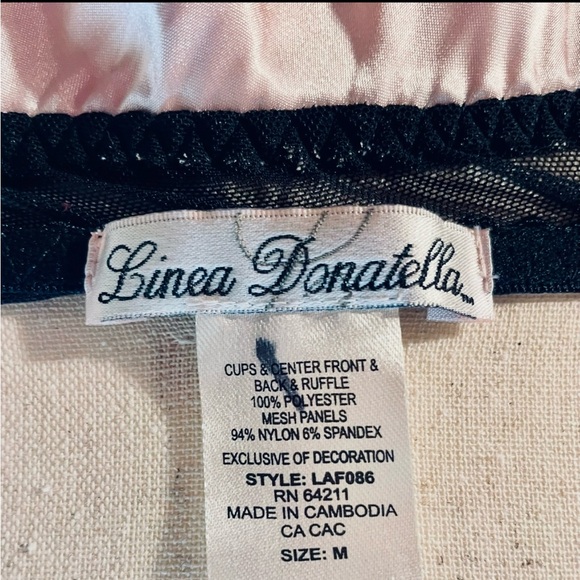 Linea Donatella™
CUPS & CENTER FRONT &
BACK & RUFFLE
100% POLYESTER
MESH PANELS
94% NYLON 6% SPANDEX
EXCLUSIVE OF DECORATION
STYLE: LAF086
RN 64211
MADE IN CAMBODIA
CA CAC
SIZE: M